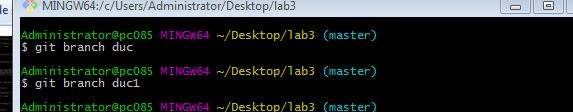 MINGW64:/c/Users/Administrator/Desktop/lab3
Administrator@pc085 MINGW64 ~/Desktop/lab3 (master)
$ git branch duc
Administrator@pc085 MINGW64 ~/Desktop/lab3 (master)
$ git branch duc1
Administrator@pc085 MINGW64 ~/Desktop/lab3 (master)